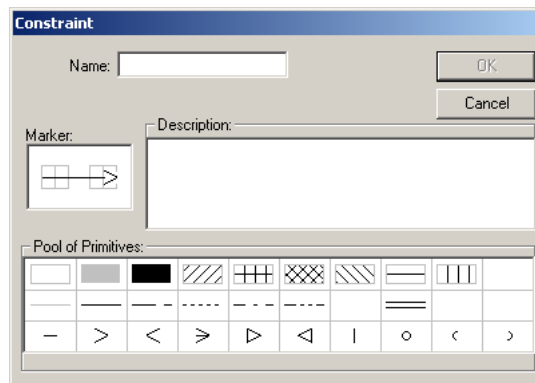 Constraint
Name:
OK
Cancel
Marker:
Description:
Pool of Primitives: